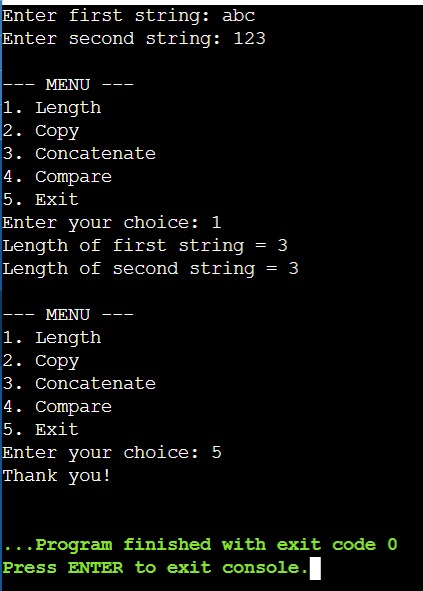 Enter first string: abc
Enter second string: 123
--- MENU ---
1. Length
2. Copy
3. Concatenate
4. Compare
5. Exit
Enter your choice: 1
Length of first string = 3
Length of second string = 3
--- MENU ---
1. Length
2. Copy
3. Concatenate
4. Compare
5. Exit
Enter your choice: 5
Thank you!
...Program finished with exit code 0
Press ENTER to exit console.